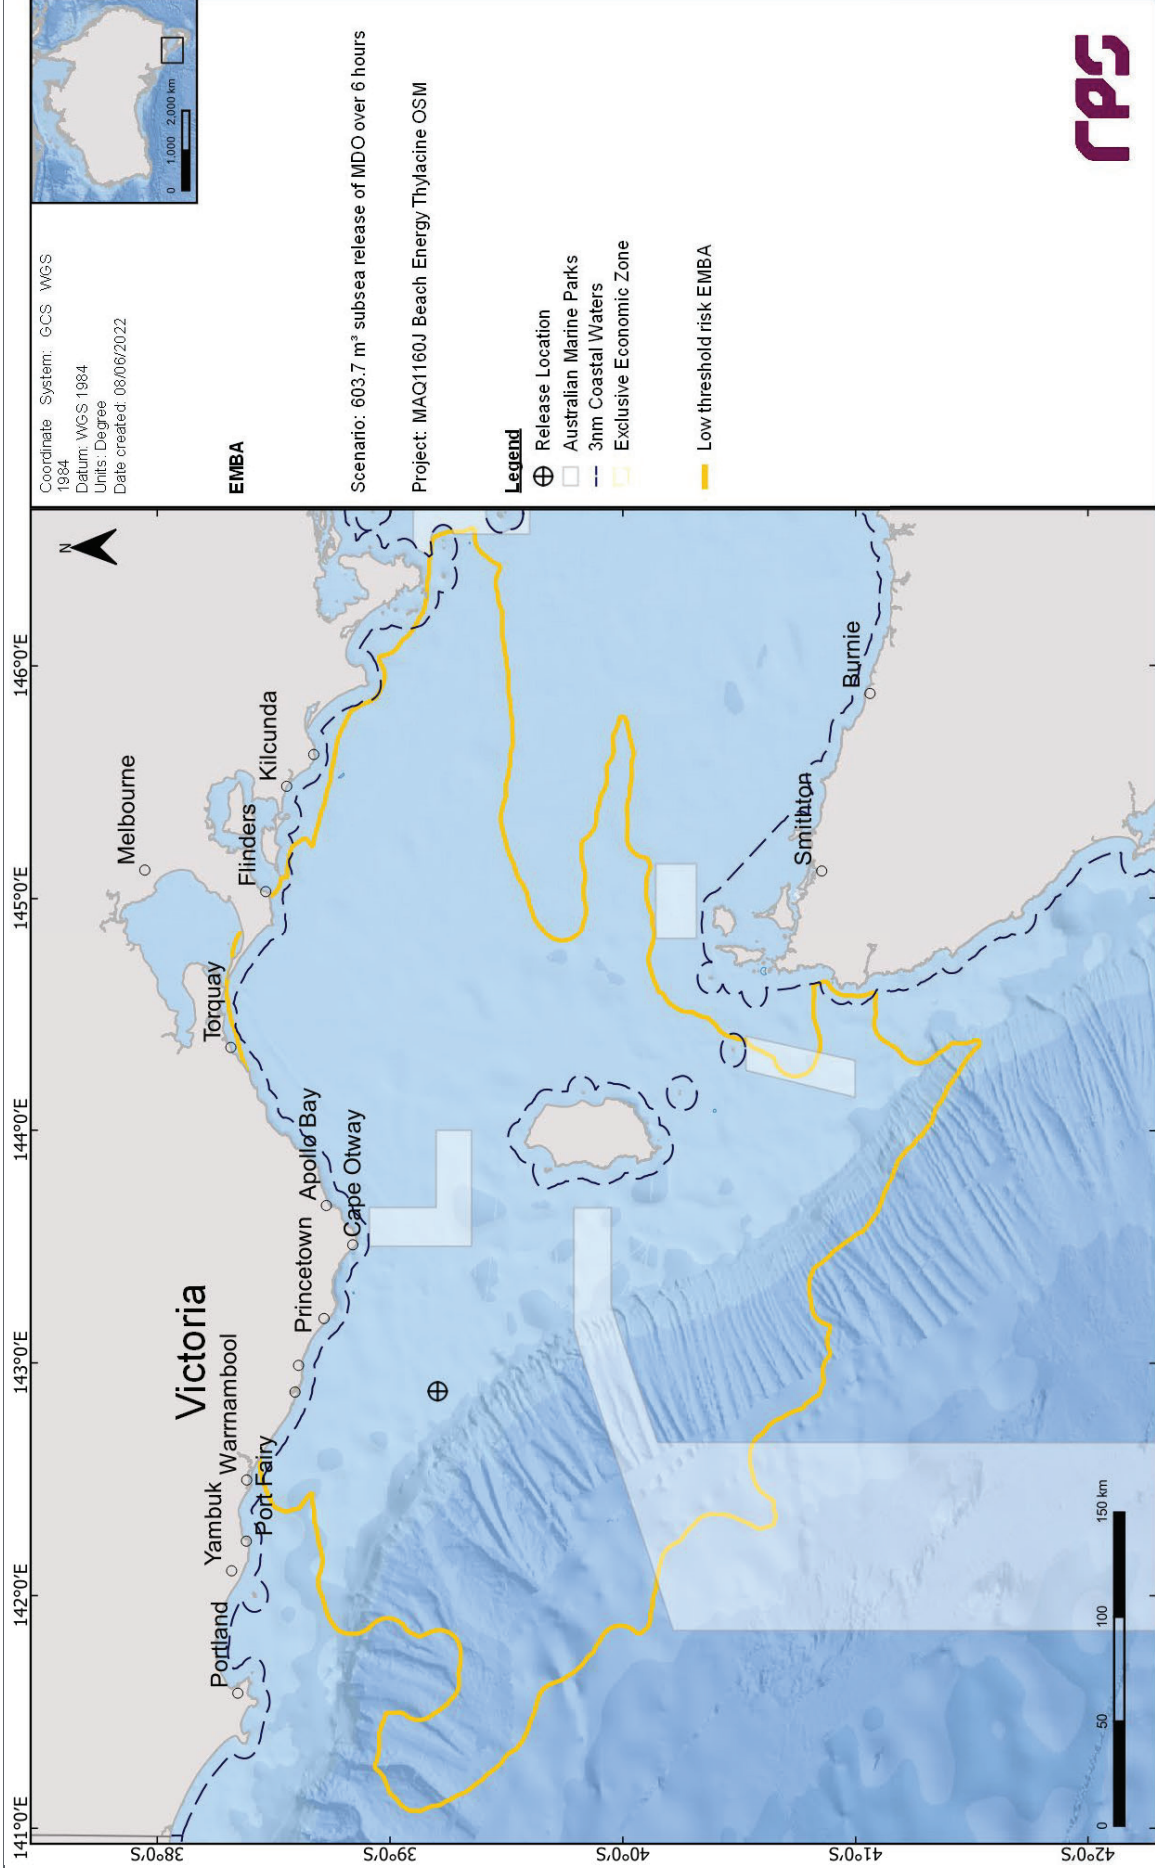 141°0'E
142°0'E
143°0'E
144°0'E
145°0'E
146°0'E
38°0'S
39°0'S
40°0'S
41°0'S
42°0'S
N
Victoria
Melbourne
Portland
Yambuk
Port Fairy
Warrnambool
Princetown
Cape Otway
Apollo Bay
Torquay
Flinders
Kilcunda
Smithton
Burnie
0 50 100 150 km
Coordinate System: GCS WGS
1984
Datum: WGS 1984
Units: Degree
Date created: 08/06/2022
0 1,000 2,000 km
EMBA
Scenario: 603.7 m³ subsea release of MDO over 6 hours
Project: MAQ1160J Beach Energy Thylacine OSM
Legend
Release Location
Australian Marine Parks
3nm Coastal Waters
Exclusive Economic Zone
Low threshold risk EMBA
rps